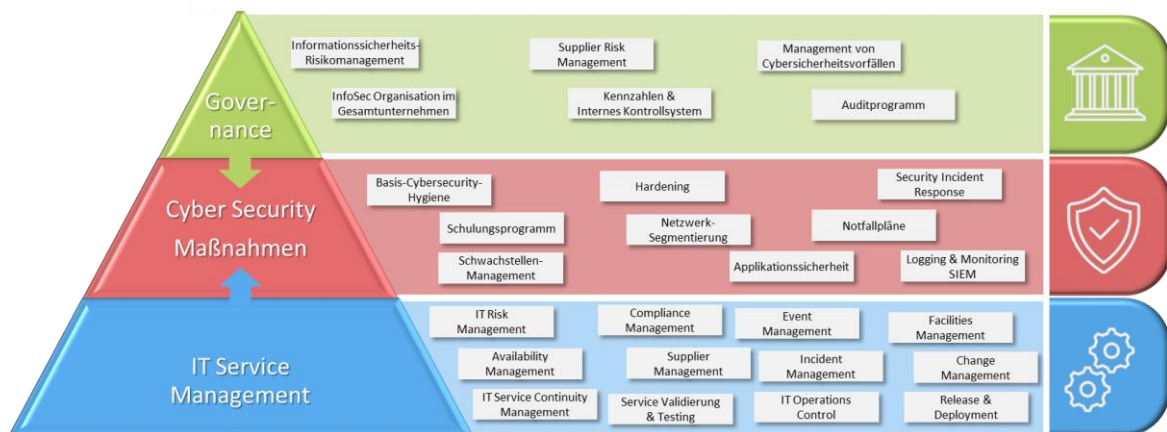 Gover-
nance
Informationssicherheits-
Risikomanagement
Supplier Risk
Management
Management von
Cybersicherheitsvorfällen
InfoSec Organisation im
Gesamtunternehmen
Kennzahlen &
Internes Kontrollsystem
Auditprogramm
Cyber Security
Maßnahmen
Basis-Cybersecurity-
Hygiene
Hardening
Security Incident
Response
Schulungsprogramm
Netzwerk-
Segmentierung
Notfallpläne
Schwachstellen-
Management
Applikationssicherheit
Logging & Monitoring
SIEM
IT Service
Management
IT Risk
Management
Compliance
Management
Event
Management
Facilities
Management
Availability
Management
Supplier
Management
Incident
Management
Change
Management
IT Service Continuity
Management
Service Validierung
& Testing
IT Operations
Control
Release &
Deployment